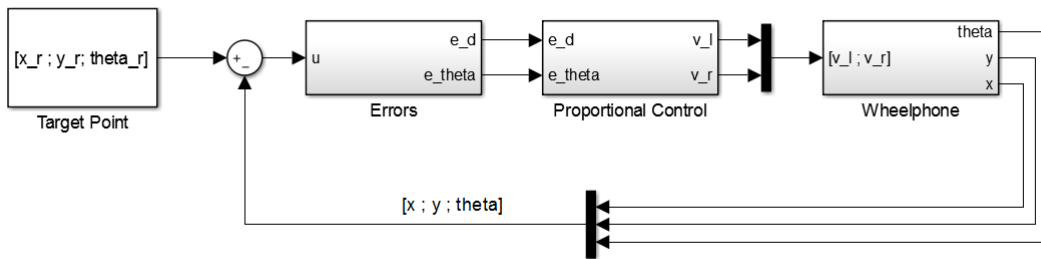 [x_r ; y_r; theta_r]
Target Point
+_
u
e_d
e_theta
Errors
e_d
e_theta
v_l
v_r
Proportional Control
[v_l ; v_r]
theta
y
x
Wheelphone
[x ; y ; theta]